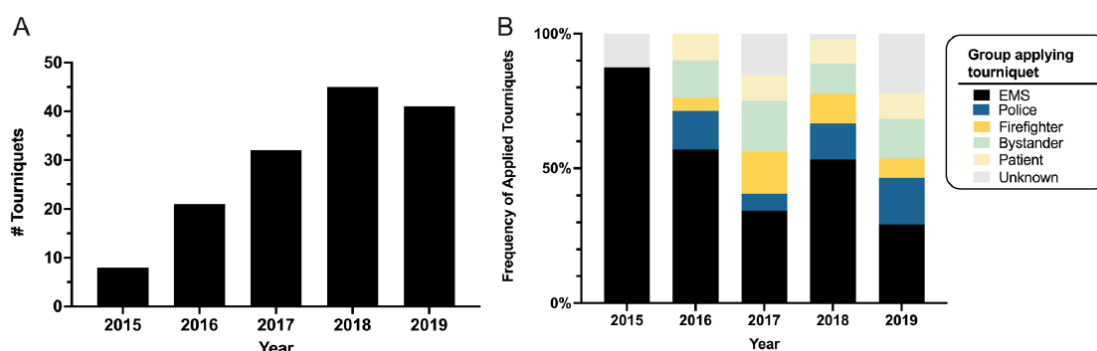 A
# Tourniquets
50
40
30
20
10
0
2015 2016 2017 2018 2019
Year
B
Frequency of Applied Tourniquets
100%
50%
0%
2015 2016 2017 2018 2019
Year
Group applying
tourniquet
EMS
Police
Firefighter
Bystander
Patient
Unknown